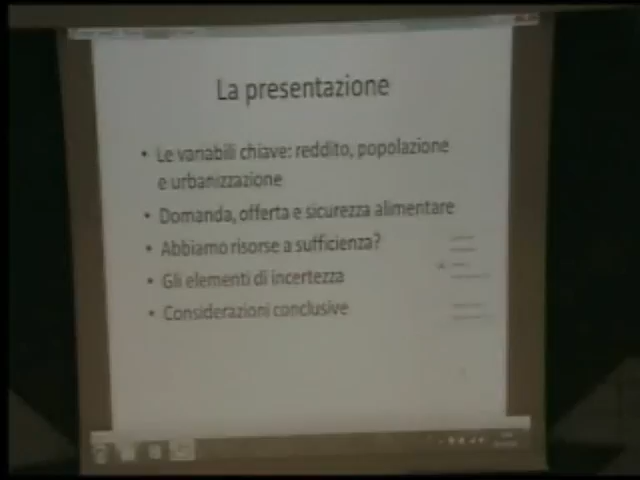 La presentazione
• Le variabili chiave: reddito, popolazione
e urbanizzazione
• Domanda, offerta e sicurezza alimentare
• Abbiamo risorse a sufficienza?
• Gli elementi di incertezza
• Considerazioni conclusive